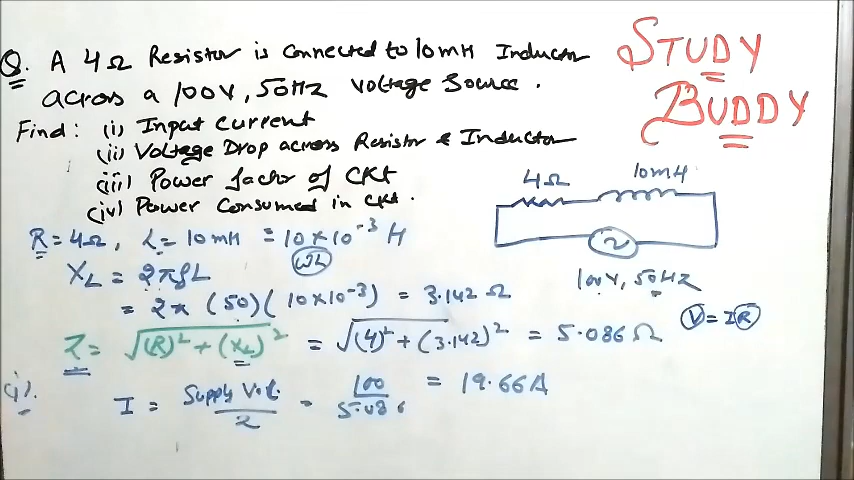 Q. A 4Ω Resistor is connected to 10mH Inductor
across a 100V, 50HZ voltage source.
Find: (i) Input current
(ii) Voltage Drop across Resistor & Inductor
(iii) Power factor of CKt
(iv) Power Consumed in CKt.
STUDY
BUDDY
4Ω 10mH
100V, 50HZ
R = 4Ω, L = 10mH = 10×10⁻³ H
XL = 2πfL
ωL
= 2π (50)(10×10⁻³) = 3.142 Ω
Z = √(R)² + (XL)² = √(4)² + (3.142)² = 5.086 Ω
V = IR
(i). I = Supply Vol. / Z = 100 / 5.086 = 19.66A